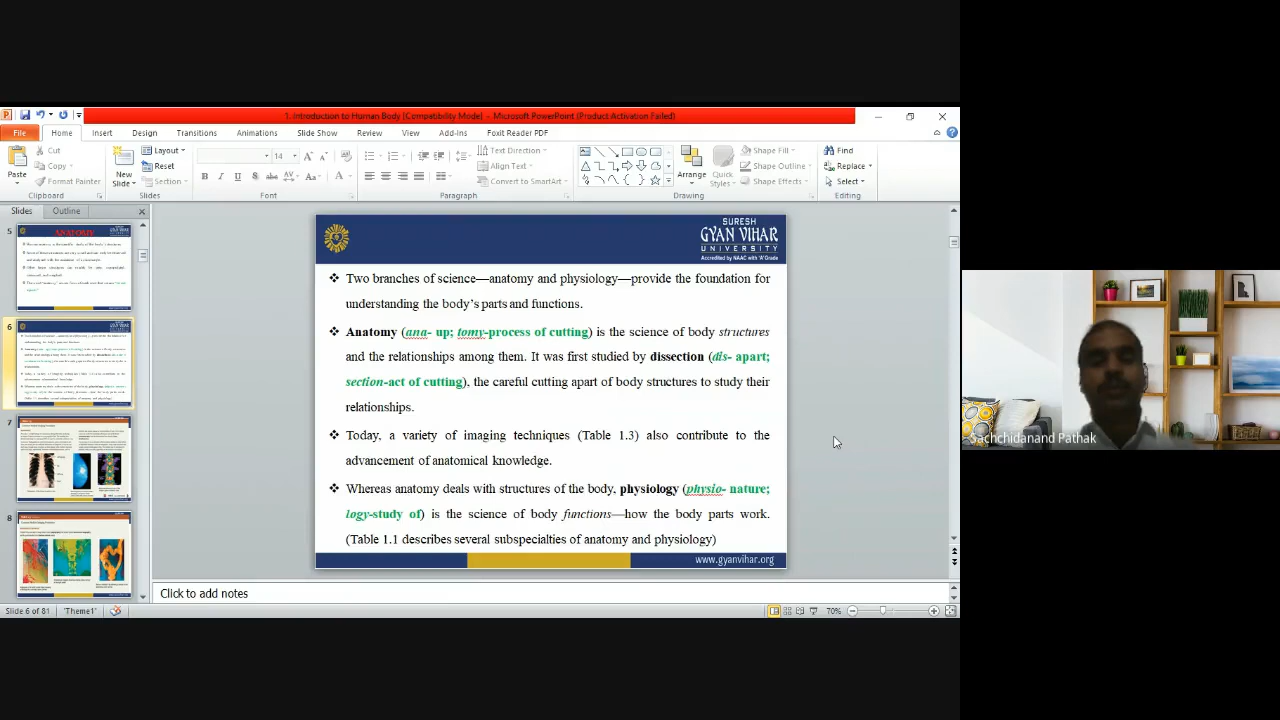 1. Introduction to Human Body [Compatibility Mode] - Microsoft PowerPoint (Product Activation Failed)
File Home Insert Design Transitions Animations Slide Show Review View Add-Ins Foxit Reader PDF
Cut
Copy
Format Painter
Paste
Clipboard
New
Slide
Layout
Reset
Section
Slides
14
Font
Text Direction
Align Text
Convert to SmartArt
Paragraph
Arrange
Quick
Styles
Shape Fill
Shape Outline
Shape Effects
Drawing
Find
Replace
Select
Editing
Slides Outline
5
ANATOMY
6
7
8
SURESH
GYAN VIHAR
UNIVERSITY
Accredited by NAAC with 'A'Grade
❖ Two branches of science—anatomy and physiology—provide the foundation for
understanding the body's parts and functions.
❖ Anatomy (ana- up; tomy-process of cutting) is the science of body structures
and the relationships among them. It was first studied by dissection (dis- apart;
section-act of cutting), the careful cutting apart of body structures to study their
relationships.
❖ Today, a variety of imaging techniques (Table 1.3) also contribute to the
advancement of anatomical knowledge.
❖ Whereas anatomy deals with structures of the body, physiology (physio- nature;
logy-study of) is the science of body functions—how the body parts work.
(Table 1.1 describes several subspecialties of anatomy and physiology)
www.gyanvihar.org
Click to add notes
Slide 6 of 81 "Theme1" 70%
Sachchidanand Pathak